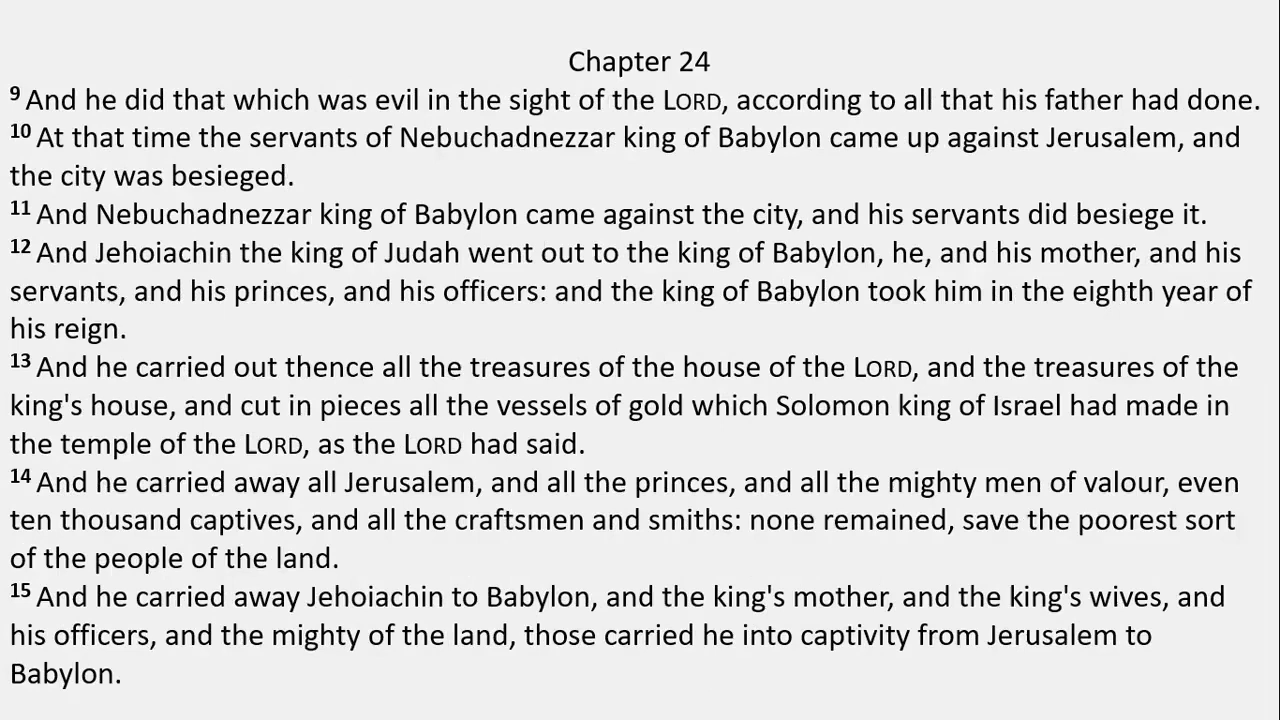 Chapter 24
9 And he did that which was evil in the sight of the LORD, according to all that his father had done.
10 At that time the servants of Nebuchadnezzar king of Babylon came up against Jerusalem, and
the city was besieged.
11 And Nebuchadnezzar king of Babylon came against the city, and his servants did besiege it.
12 And Jehoiachin the king of Judah went out to the king of Babylon, he, and his mother, and his
servants, and his princes, and his officers: and the king of Babylon took him in the eighth year of
his reign.
13 And he carried out thence all the treasures of the house of the LORD, and the treasures of the
king's house, and cut in pieces all the vessels of gold which Solomon king of Israel had made in
the temple of the LORD, as the LORD had said.
14 And he carried away all Jerusalem, and all the princes, and all the mighty men of valour, even
ten thousand captives, and all the craftsmen and smiths: none remained, save the poorest sort
of the people of the land.
15 And he carried away Jehoiachin to Babylon, and the king's mother, and the king's wives, and
his officers, and the mighty of the land, those carried he into captivity from Jerusalem to
Babylon.